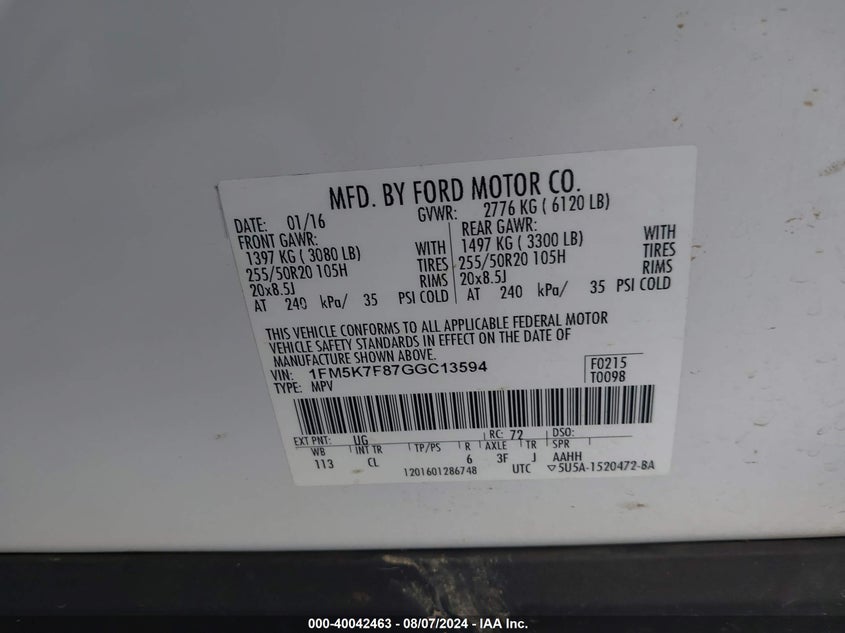 MFD. BY FORD MOTOR CO.
DATE: 01/16 GVWR: 2776 KG ( 6120 LB)
FRONT GAWR: REAR GAWR:
1397 KG ( 3080 LB) WITH 1497 KG ( 3300 LB) WITH
255/50R20 105H TIRES 255/50R20 105H TIRES
20x8.5J RIMS 20x8.5J RIMS
AT 240 kPa/ 35 PSI COLD AT 240 kPa/ 35 PSI COLD
THIS VEHICLE CONFORMS TO ALL APPLICABLE FEDERAL MOTOR
VEHICLE SAFETY STANDARDS IN EFFECT ON THE DATE OF
MANUFACTURE SHOWN ABOVE.
VIN: 1FM5K7F87GGC13594 F0215
TYPE: MPV T0098
EXT PNT: UG RC: 72 DSO:
WB INT TR TP/PS R AXLE TR SPR
113 CL 6 3F J AAHH
1201601286748 UTC ▽5U5A-1520472-BA
000-40042463 - 08/07/2024 - IAA Inc.